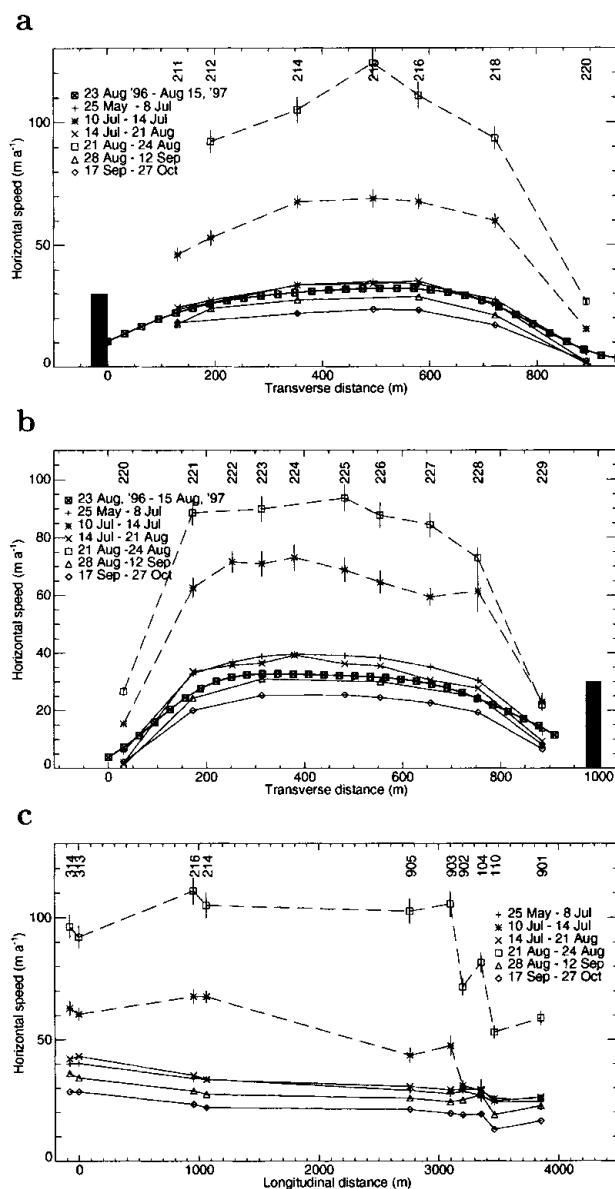 a
211 212 214 216 218 220
23 Aug '96 - Aug 15, '97
25 May - 8 Jul
10 Jul - 14 Jul
14 Jul - 21 Aug
21 Aug - 24 Aug
28 Aug - 12 Sep
17 Sep - 27 Oct
Horizontal speed (m a⁻¹)
100
50
0
0 200 400 600 800
Transverse distance (m)
b
220 221 222 223 224 225 226 227 228 229
23 Aug, '96 - 15 Aug, '97
25 May - 8 Jul
10 Jul - 14 Jul
14 Jul - 21 Aug
21 Aug -24 Aug
28 Aug - 12 Sep
17 Sep - 27 Oct
Horizontal speed (m a⁻¹)
100
80
60
40
20
0
0 200 400 600 800 1000
Transverse distance (m)
c
314 313 216 214 905 903 902 104 110 901
25 May - 8 Jul
10 Jul - 14 Jul
14 Jul - 21 Aug
21 Aug - 24 Aug
28 Aug - 12 Sep
17 Sep - 27 Oct
Horizontal speed (m a⁻¹)
100
50
0
0 1000 2000 3000 4000
Longitudinal distance (m)